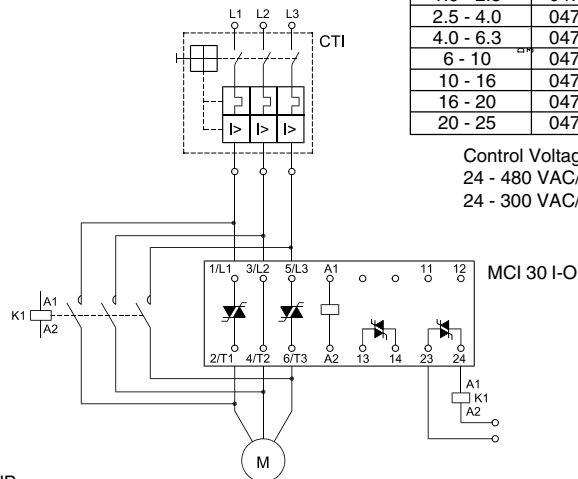 L1 L2 L3
CTI
I> I> I>
2.5 - 4.0 047
4.0 - 6.3 047
6 - 10 047
10 - 16 047
16 - 20 047
20 - 25 047
Control Voltag
24 - 480 VAC/
24 - 300 VAC/
1/L1 3/L2 5/L3 A1 11 12
MCI 30 I-O
A1
K1
A2
2/T1 4/T2 6/T3 A2 13 14 23 24
A1
K1
A2
M